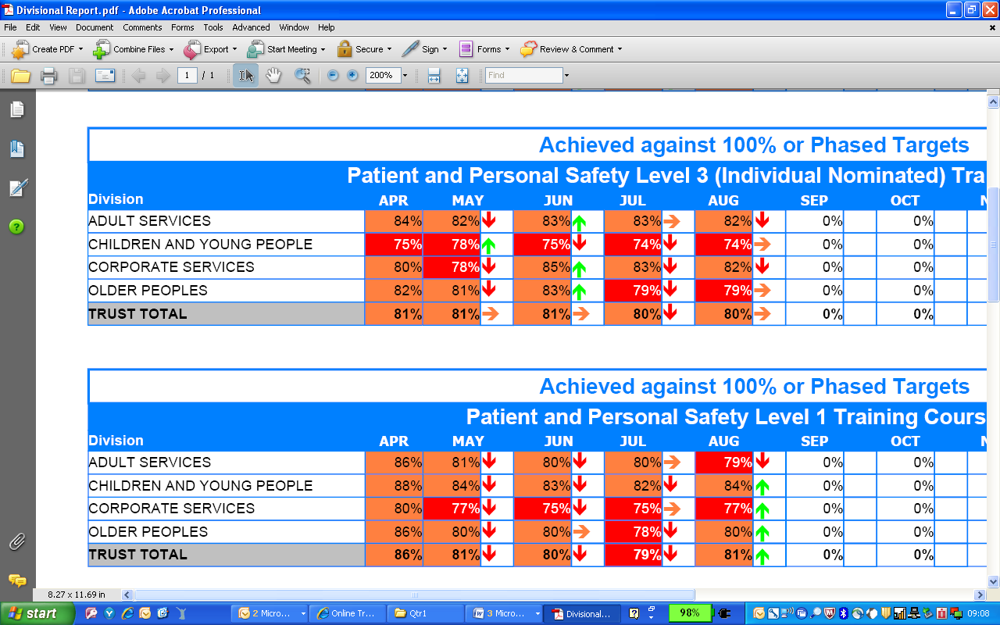 Divisional Report.pdf - Adobe Acrobat Professional
File Edit View Document Comments Forms Tools Advanced Window Help
Create PDF Combine Files Export Start Meeting Secure Sign Forms Review & Comment
1 / 1 200% Find
Achieved against 100% or Phased Targets
Patient and Personal Safety Level 3 (Individual Nominated) Tra
Division APR MAY JUN JUL AUG SEP OCT
ADULT SERVICES 84% 82% 83% 83% 82% 0% 0%
CHILDREN AND YOUNG PEOPLE 75% 78% 75% 74% 74% 0% 0%
CORPORATE SERVICES 80% 78% 85% 83% 82% 0% 0%
OLDER PEOPLES 82% 81% 83% 79% 79% 0% 0%
TRUST TOTAL 81% 81% 81% 80% 80% 0% 0%
Achieved against 100% or Phased Targets
Patient and Personal Safety Level 1 Training Cours
Division APR MAY JUN JUL AUG SEP OCT
ADULT SERVICES 86% 81% 80% 80% 79% 0% 0%
CHILDREN AND YOUNG PEOPLE 88% 84% 83% 82% 84% 0% 0%
CORPORATE SERVICES 80% 77% 75% 75% 77% 0% 0%
OLDER PEOPLES 86% 80% 80% 78% 80% 0% 0%
TRUST TOTAL 86% 81% 80% 79% 81% 0% 0%
8.27 x 11.69 in
start 2 Micro... Online Tr... Qtr1 3 Micro... Divisional... 98% 09:08